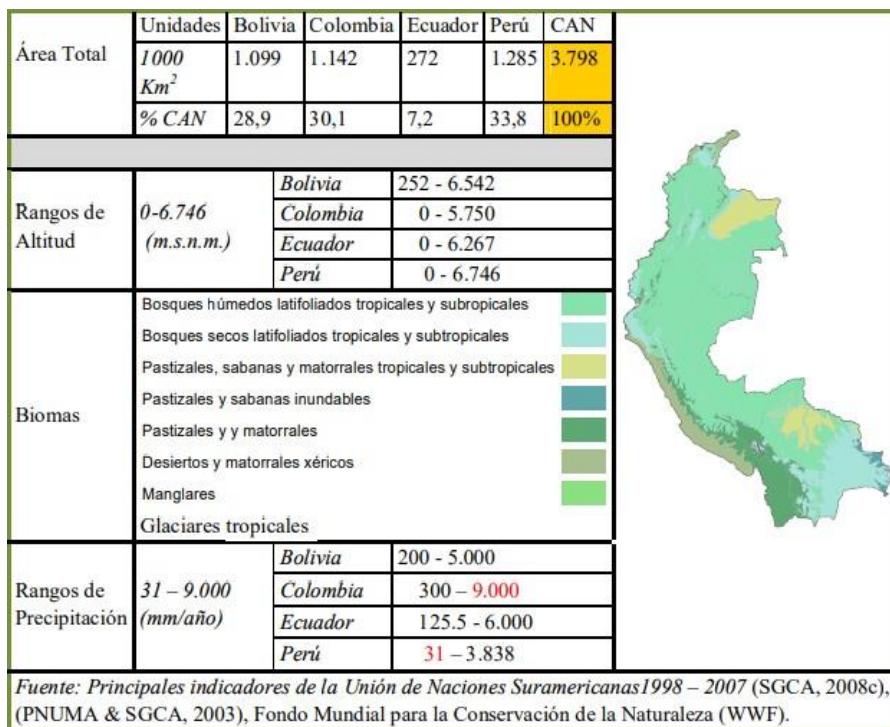 Unidades Bolivia Colombia Ecuador Perú CAN
Área Total
1000 Km² 1.099 1.142 272 1.285 3.798
% CAN 28,9 30,1 7,2 33,8 100%
Rangos de Altitud
0-6.746 (m.s.n.m.)
Bolivia 252 - 6.542
Colombia 0 - 5.750
Ecuador 0 - 6.267
Perú 0 - 6.746
Biomas
Bosques húmedos latifoliados tropicales y subropicales
Bosques secos latifoliados tropicales y subtropicales
Pastizales, sabanas y matorrales tropicales y subtropicales
Pastizales y sabanas inundables
Pastizales y y matorrales
Desiertos y matorrales xéricos
Manglares
Glaciares tropicales
Rangos de Precipitación
31 – 9.000 (mm/año)
Bolivia 200 - 5.000
Colombia 300 – 9.000
Ecuador 125.5 - 6.000
Perú 31 – 3.838
Fuente: Principales indicadores de la Unión de Naciones Suramericanas1998 – 2007 (SGCA, 2008c),
(PNUMA & SGCA, 2003), Fondo Mundial para la Conservación de la Naturaleza (WWF).